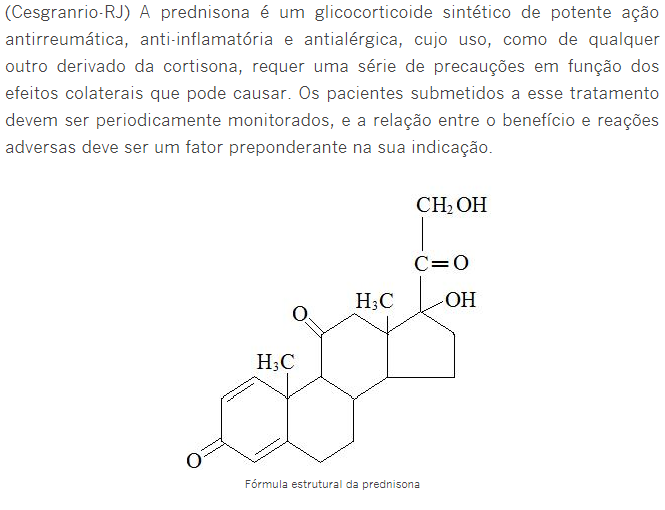 (Cesgranrio-RJ) A prednisona é um glicocorticoide sintético de potente ação
antirreumática, anti-inflamatória e antialérgica, cujo uso, como de qualquer
outro derivado da cortisona, requer uma série de precauções em função dos
efeitos colaterais que pode causar. Os pacientes submetidos a esse tratamento
devem ser periodicamente monitorados, e a relação entre o benefício e reações
adversas deve ser um fator preponderante na sua indicação.
CH₂OH
C=O
H₃C
OH
O
H₃C
O
Fórmula estrutural da prednisona